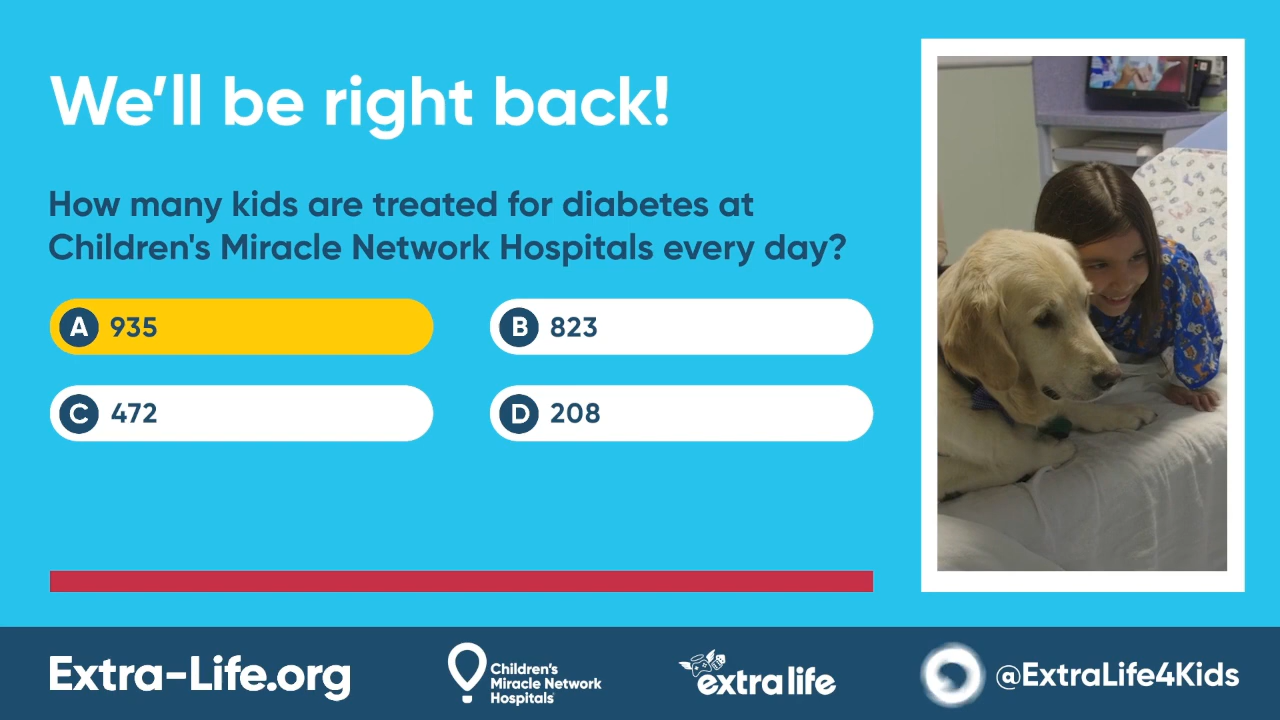 We’ll be right back!
How many kids are treated for diabetes at
Children's Miracle Network Hospitals every day?
A 935
B 823
C 472
D 208
Extra-Life.org
Children's
Miracle Network
Hospitals
extra life
@ExtraLife4Kids